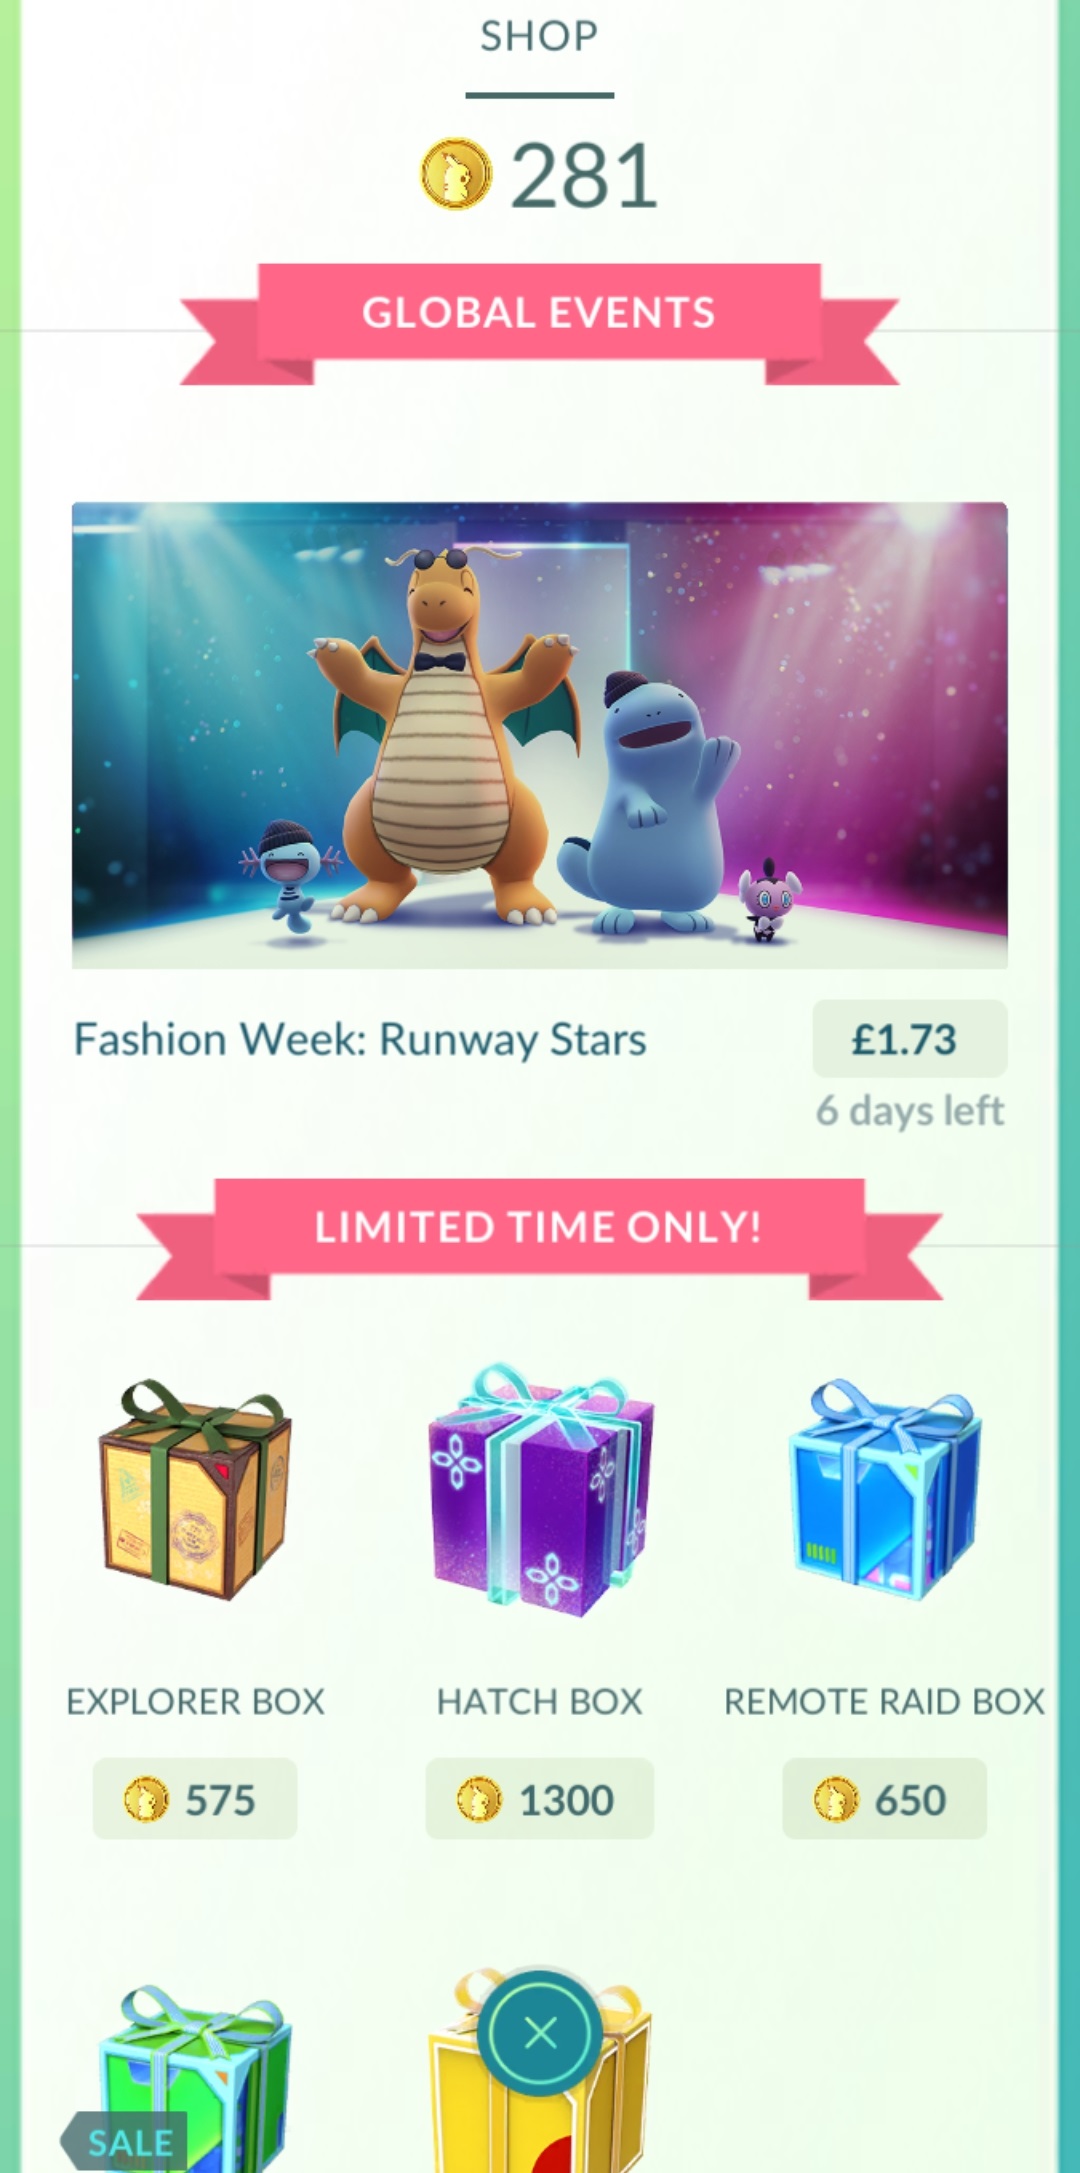 SHOP
281
GLOBAL EVENTS
Fashion Week: Runway Stars
£1.73
6 days left
LIMITED TIME ONLY!
EXPLORER BOX
HATCH BOX
REMOTE RAID BOX
575
1300
650
SALE